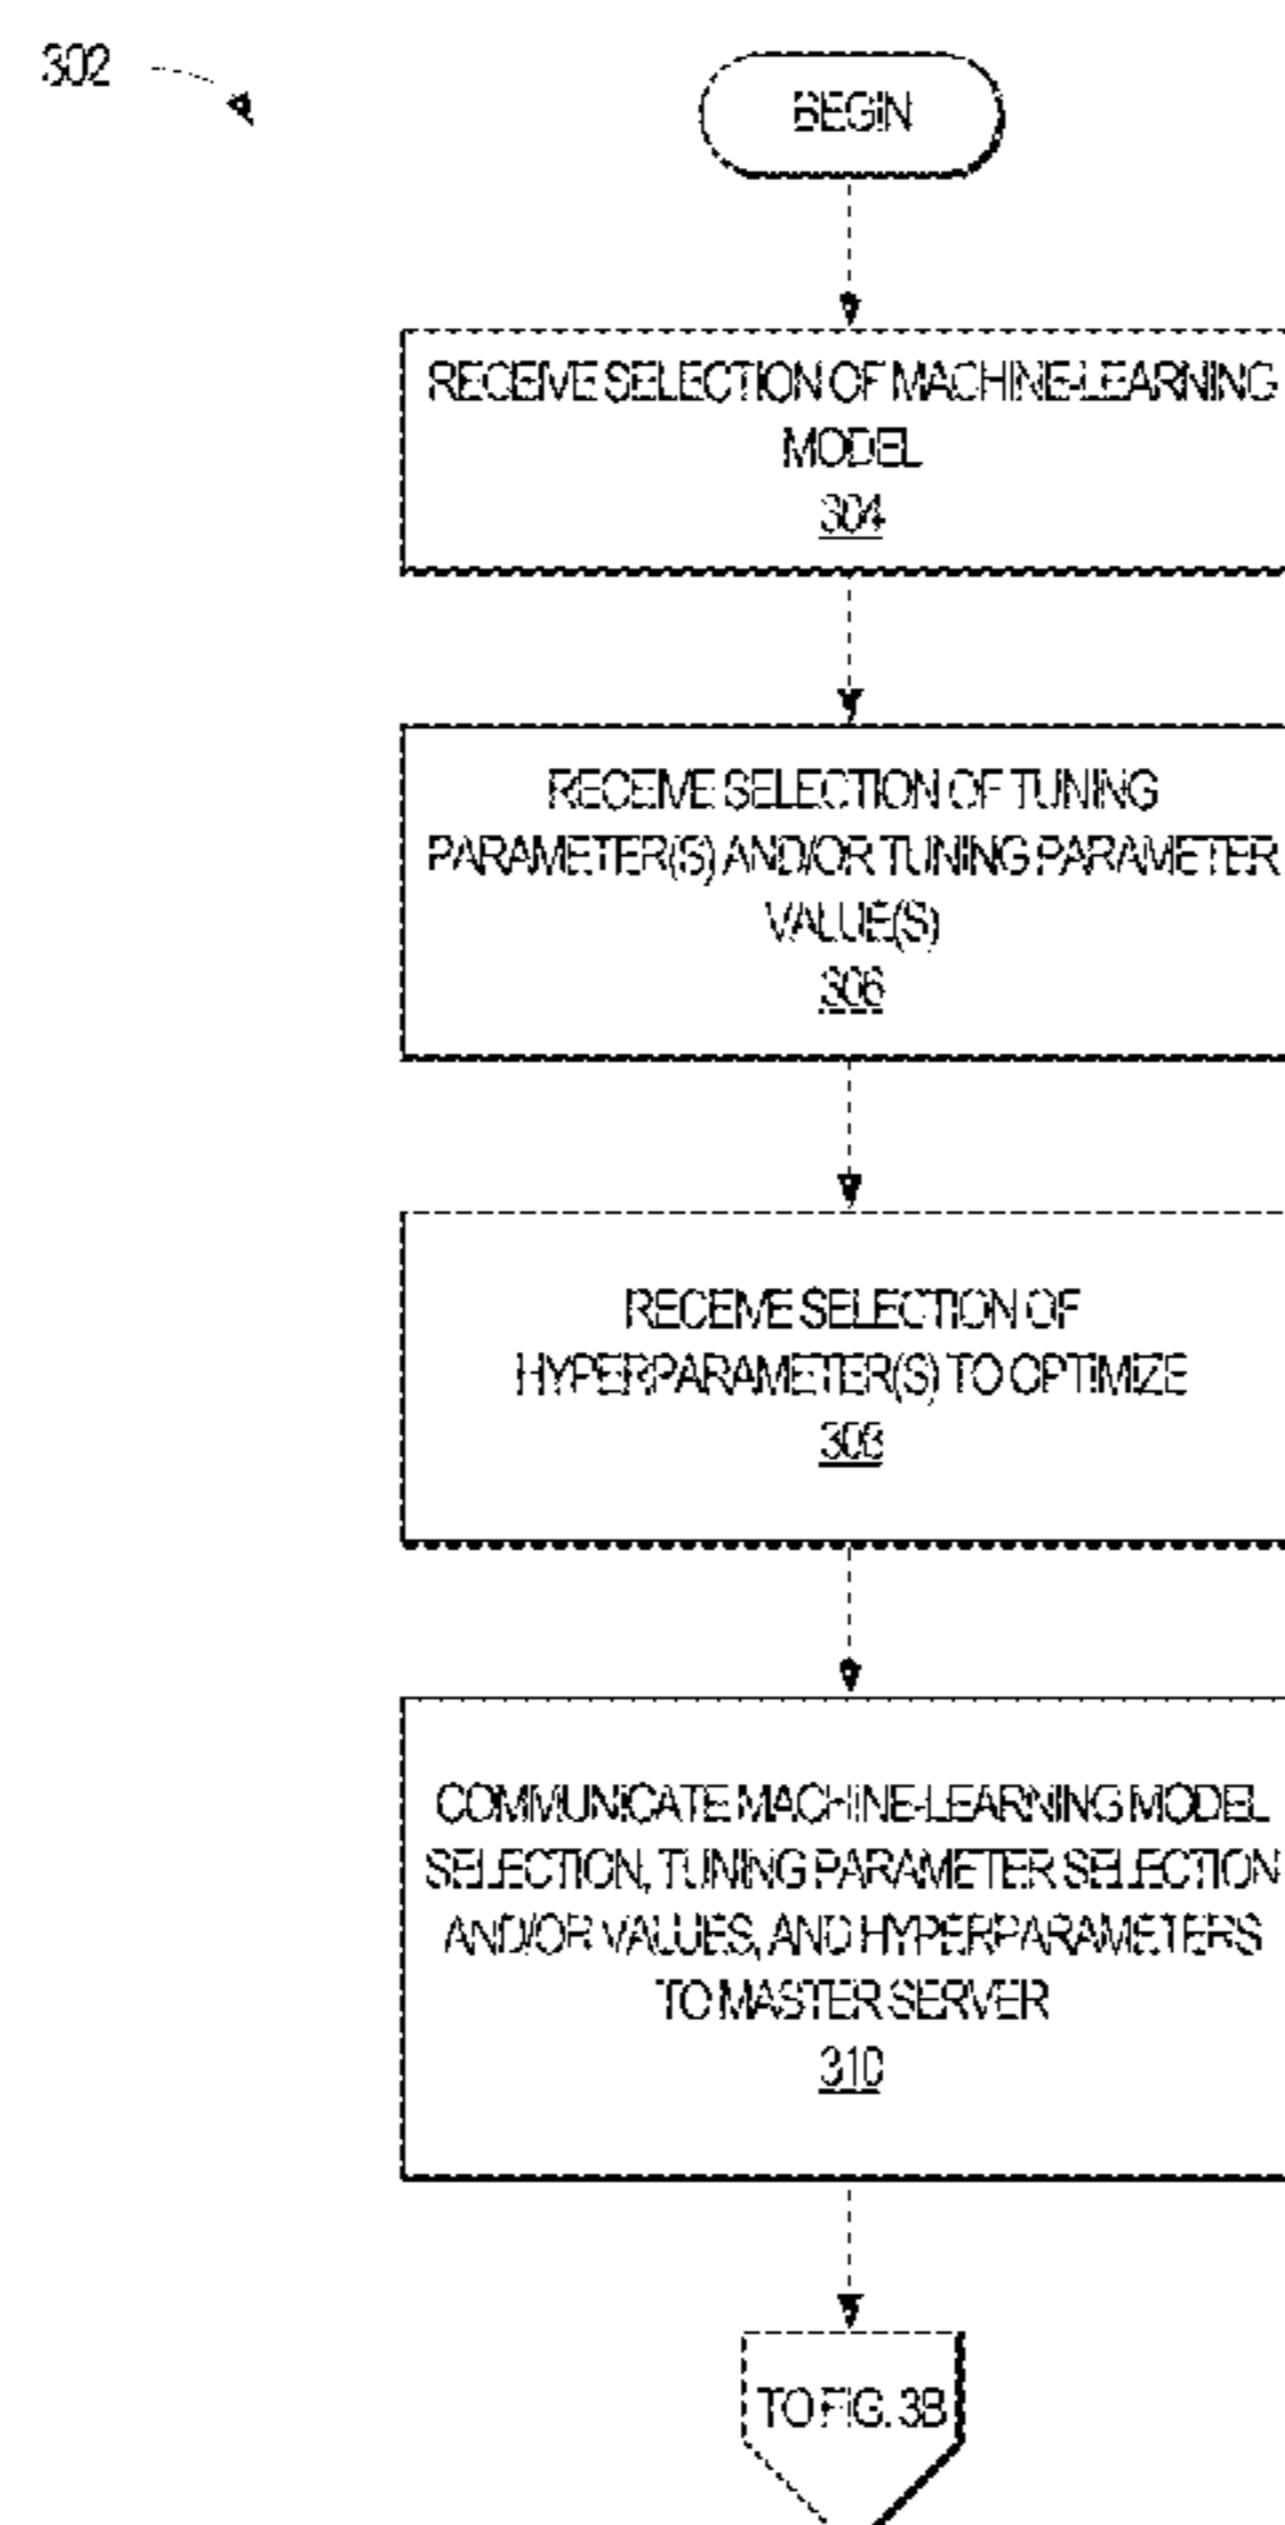 302
BEGIN
RECEIVE SELECTION OF MACHINE-LEARNING
MODEL
304
RECEIVE SELECTION OF TUNING
PARAMETER(S) AND/OR TUNING PARAMETER
VALUE(S)
306
RECEIVE SELECTION OF
HYPERPARAMETER(S) TO OPTIMIZE
308
COMMUNICATE MACHINE-LEARNING MODEL
SELECTION, TUNING PARAMETER SELECTION
AND/OR VALUES, AND HYPERPARAMETERS
TO MASTER SERVER
310
TO FIG. 3B